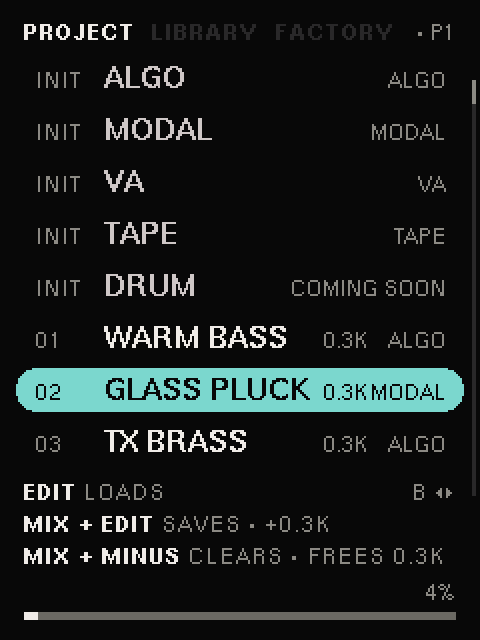 PROJECT LIBRARY FACTORY · P1
INIT ALGO ALGO
INIT MODAL MODAL
INIT VA VA
INIT TAPE TAPE
INIT DRUM COMING SOON
01 WARM BASS 0.3K ALGO
02 GLASS PLUCK 0.3K MODAL
03 TX BRASS 0.3K ALGO
EDIT LOADS B ◂▸
MIX + EDIT SAVES · +0.3K
MIX + MINUS CLEARS · FREES 0.3K
4%